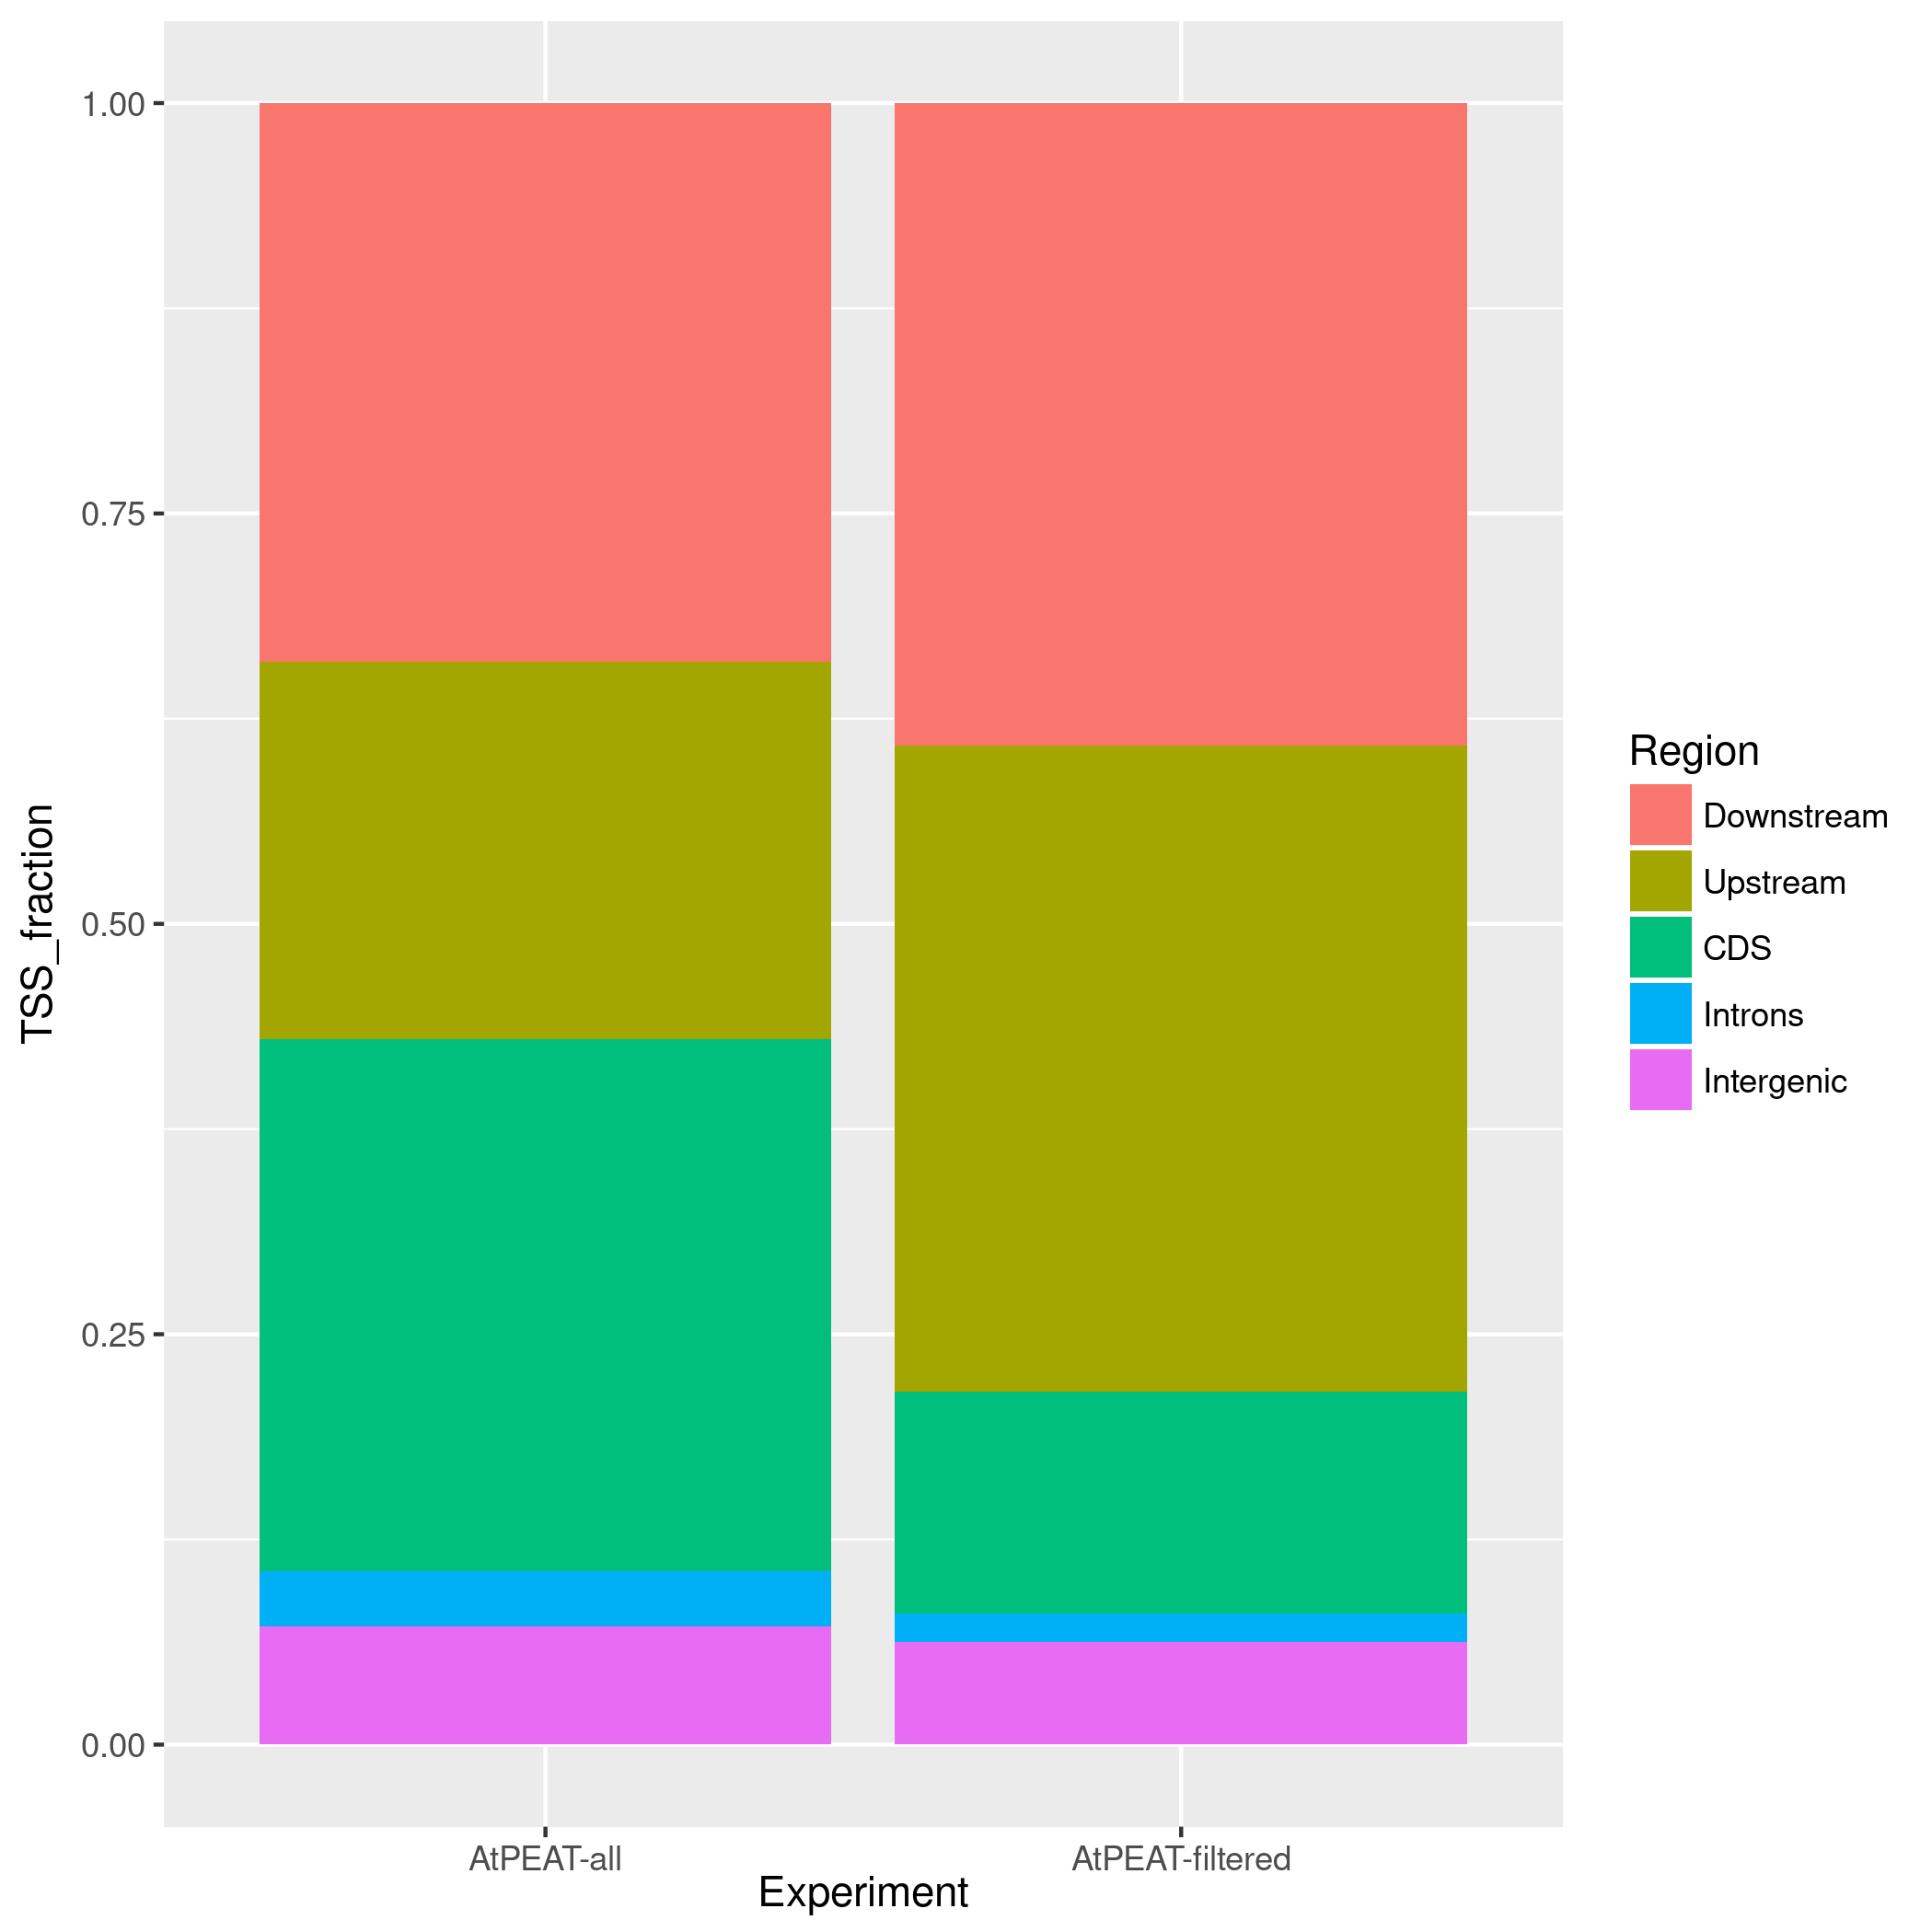 1.00
0.75
0.50
0.25
0.00
TSS_fraction
AtPEAT-all
AtPEAT-filtered
Experiment
Region
Downstream
Upstream
CDS
Introns
Intergenic